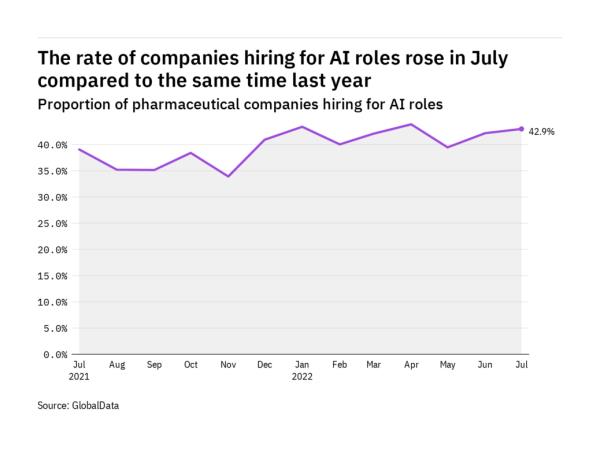 The rate of companies hiring for AI roles rose in July
compared to the same time last year
Proportion of pharmaceutical companies hiring for AI roles
42.9%
40.0%
35.0%
30.0%
25.0%
20.0%
15.0%
10.0%
5.0%
0.0%
Jul Aug Sep Oct Nov Dec Jan Feb Mar Apr May Jun Jul
2021 2022
Source: GlobalData